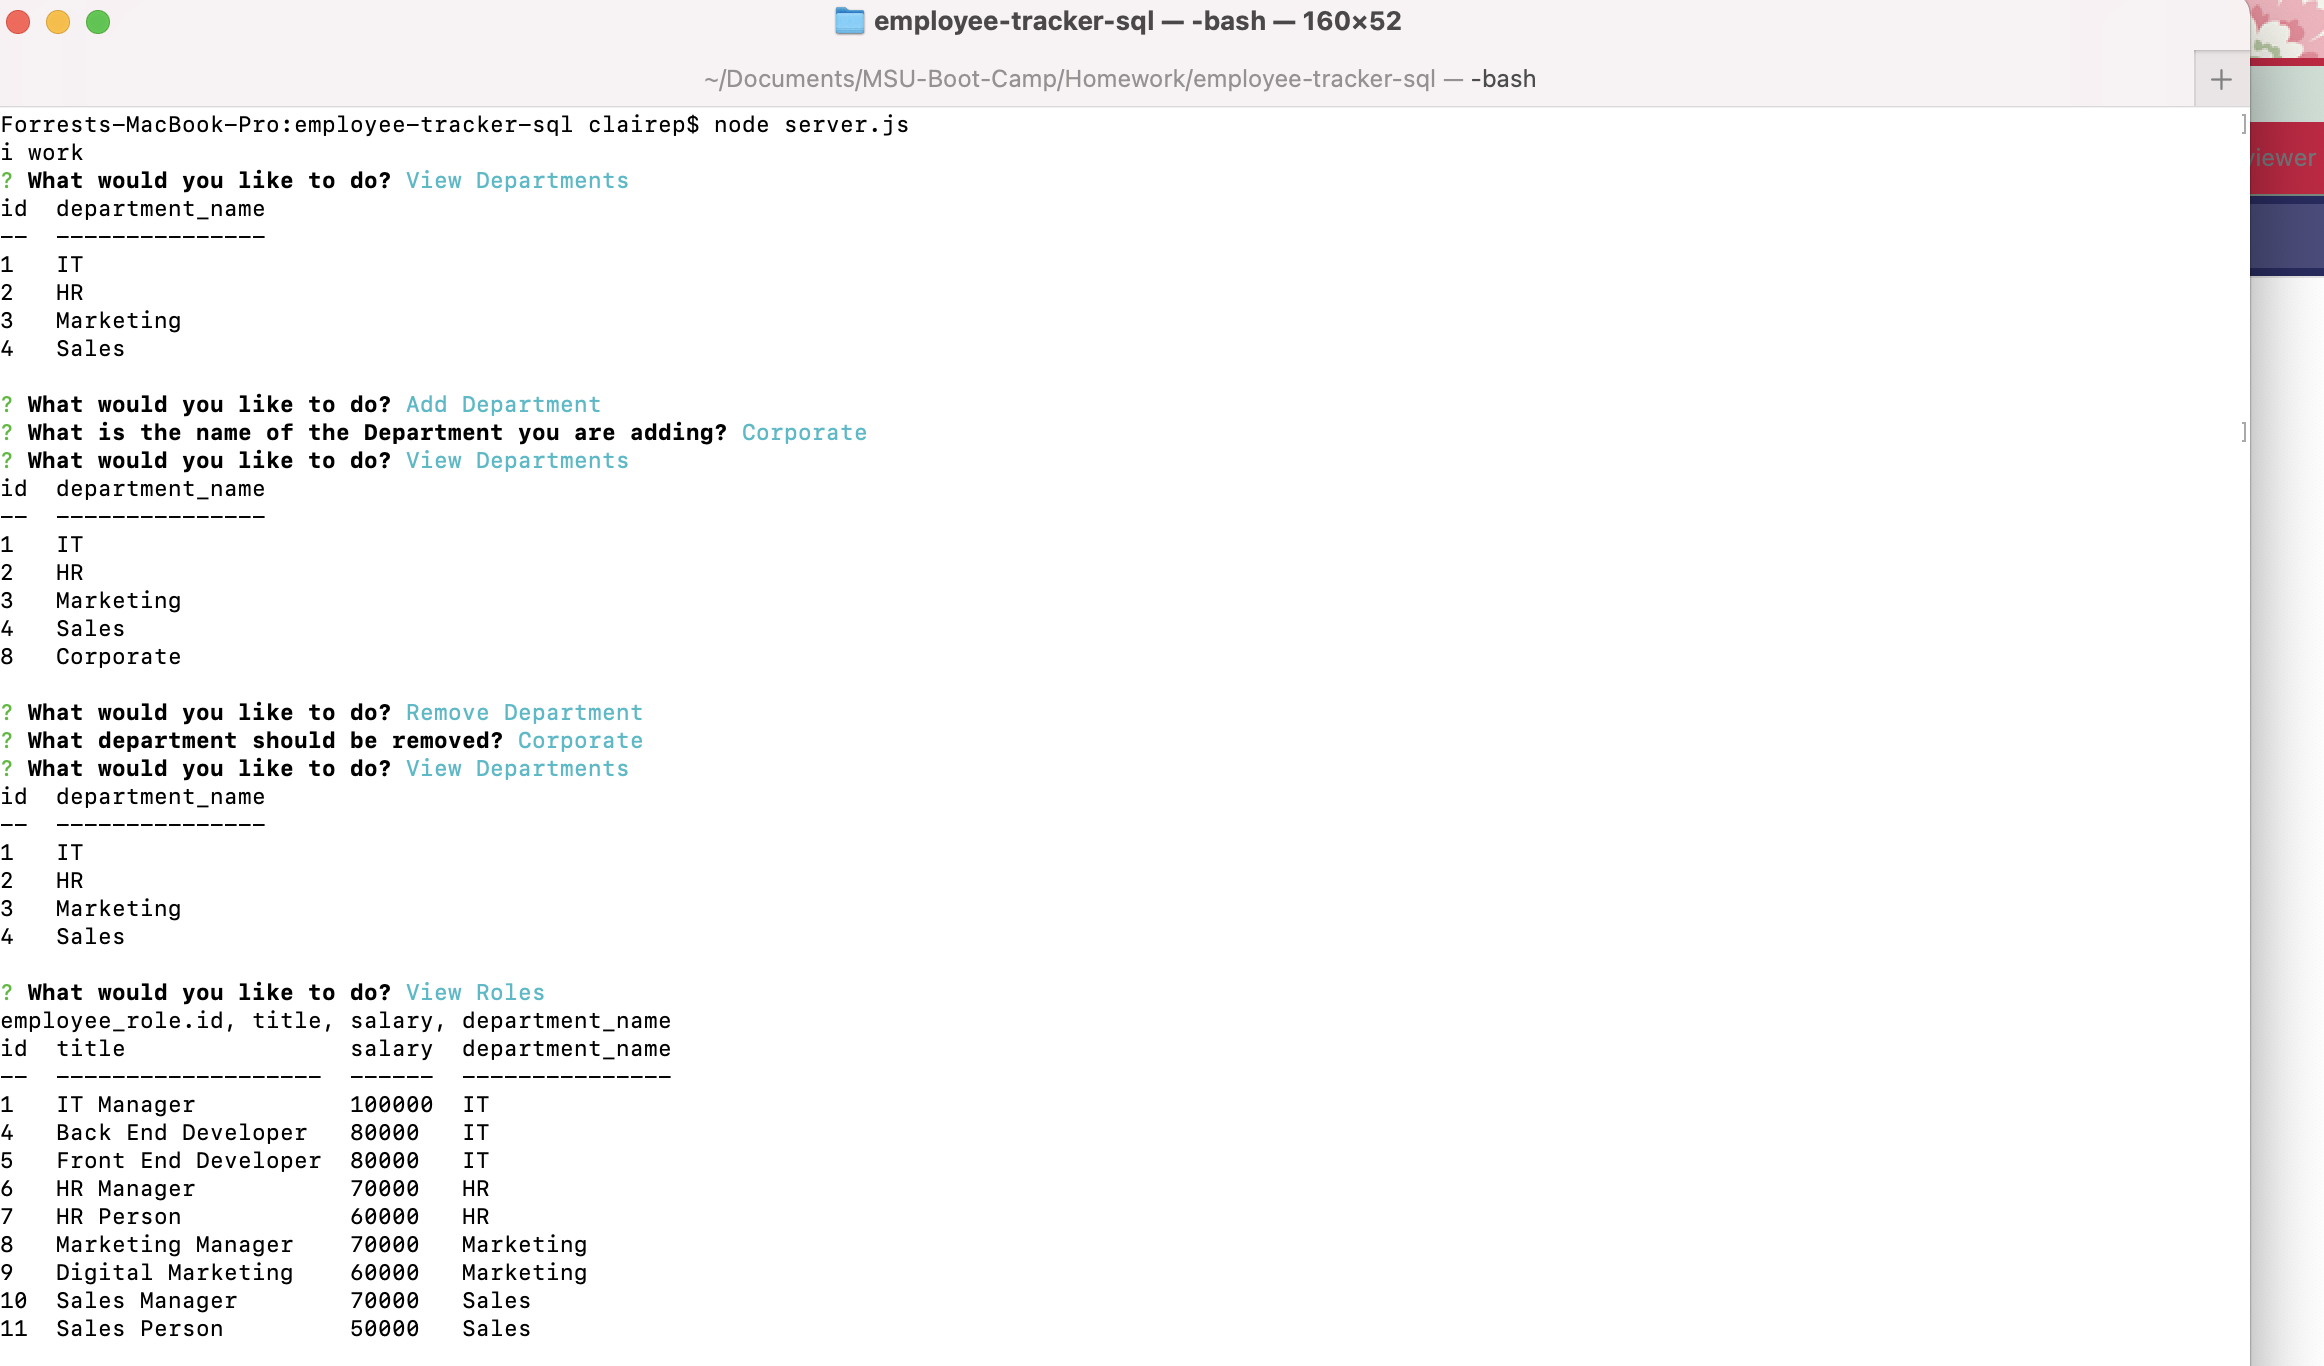 employee-tracker-sql — -bash — 160×52
~/Documents/MSU-Boot-Camp/Homework/employee-tracker-sql — -bash
Forrests-MacBook-Pro:employee-tracker-sql clairep$ node server.js
i work
? What would you like to do? View Departments
id  department_name
--  ---------------
1   IT
2   HR
3   Marketing
4   Sales
? What would you like to do? Add Department
? What is the name of the Department you are adding? Corporate
? What would you like to do? View Departments
id  department_name
--  ---------------
1   IT
2   HR
3   Marketing
4   Sales
8   Corporate
? What would you like to do? Remove Department
? What department should be removed? Corporate
? What would you like to do? View Departments
id  department_name
--  ---------------
1   IT
2   HR
3   Marketing
4   Sales
? What would you like to do? View Roles
employee_role.id, title, salary, department_name
id  title                salary  department_name
--  -------------------  ------  ---------------
1   IT Manager           100000  IT
4   Back End Developer   80000   IT
5   Front End Developer  80000   IT
6   HR Manager           70000   HR
7   HR Person            60000   HR
8   Marketing Manager    70000   Marketing
9   Digital Marketing    60000   Marketing
10  Sales Manager        70000   Sales
11  Sales Person         50000   Sales